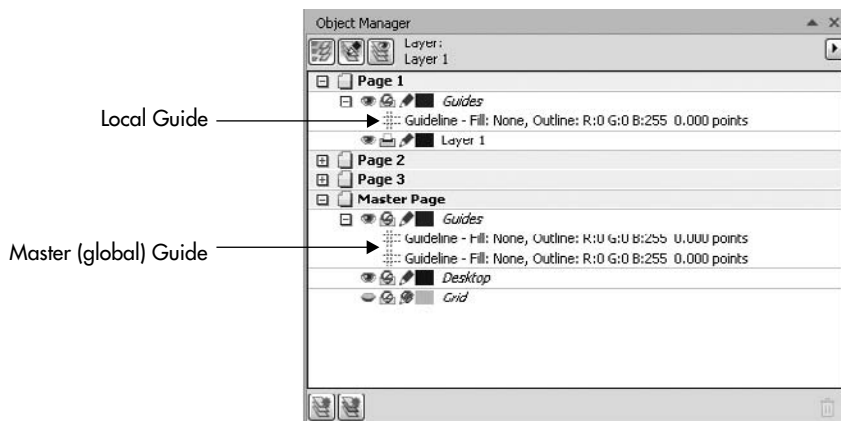 Object Manager
Layer:
Layer 1
Page 1
Guides
Local Guide
Guideline - Fill: None, Outline: R:0 G:0 B:255 0.000 points
Layer 1
Page 2
Page 3
Master Page
Guides
Master (global) Guide
Guideline - Fill: None, Outline: R:0 G:0 B:255 0.000 points
Guideline - Fill: None, Outline: R:0 G:0 B:255 0.000 points
Desktop
Grid